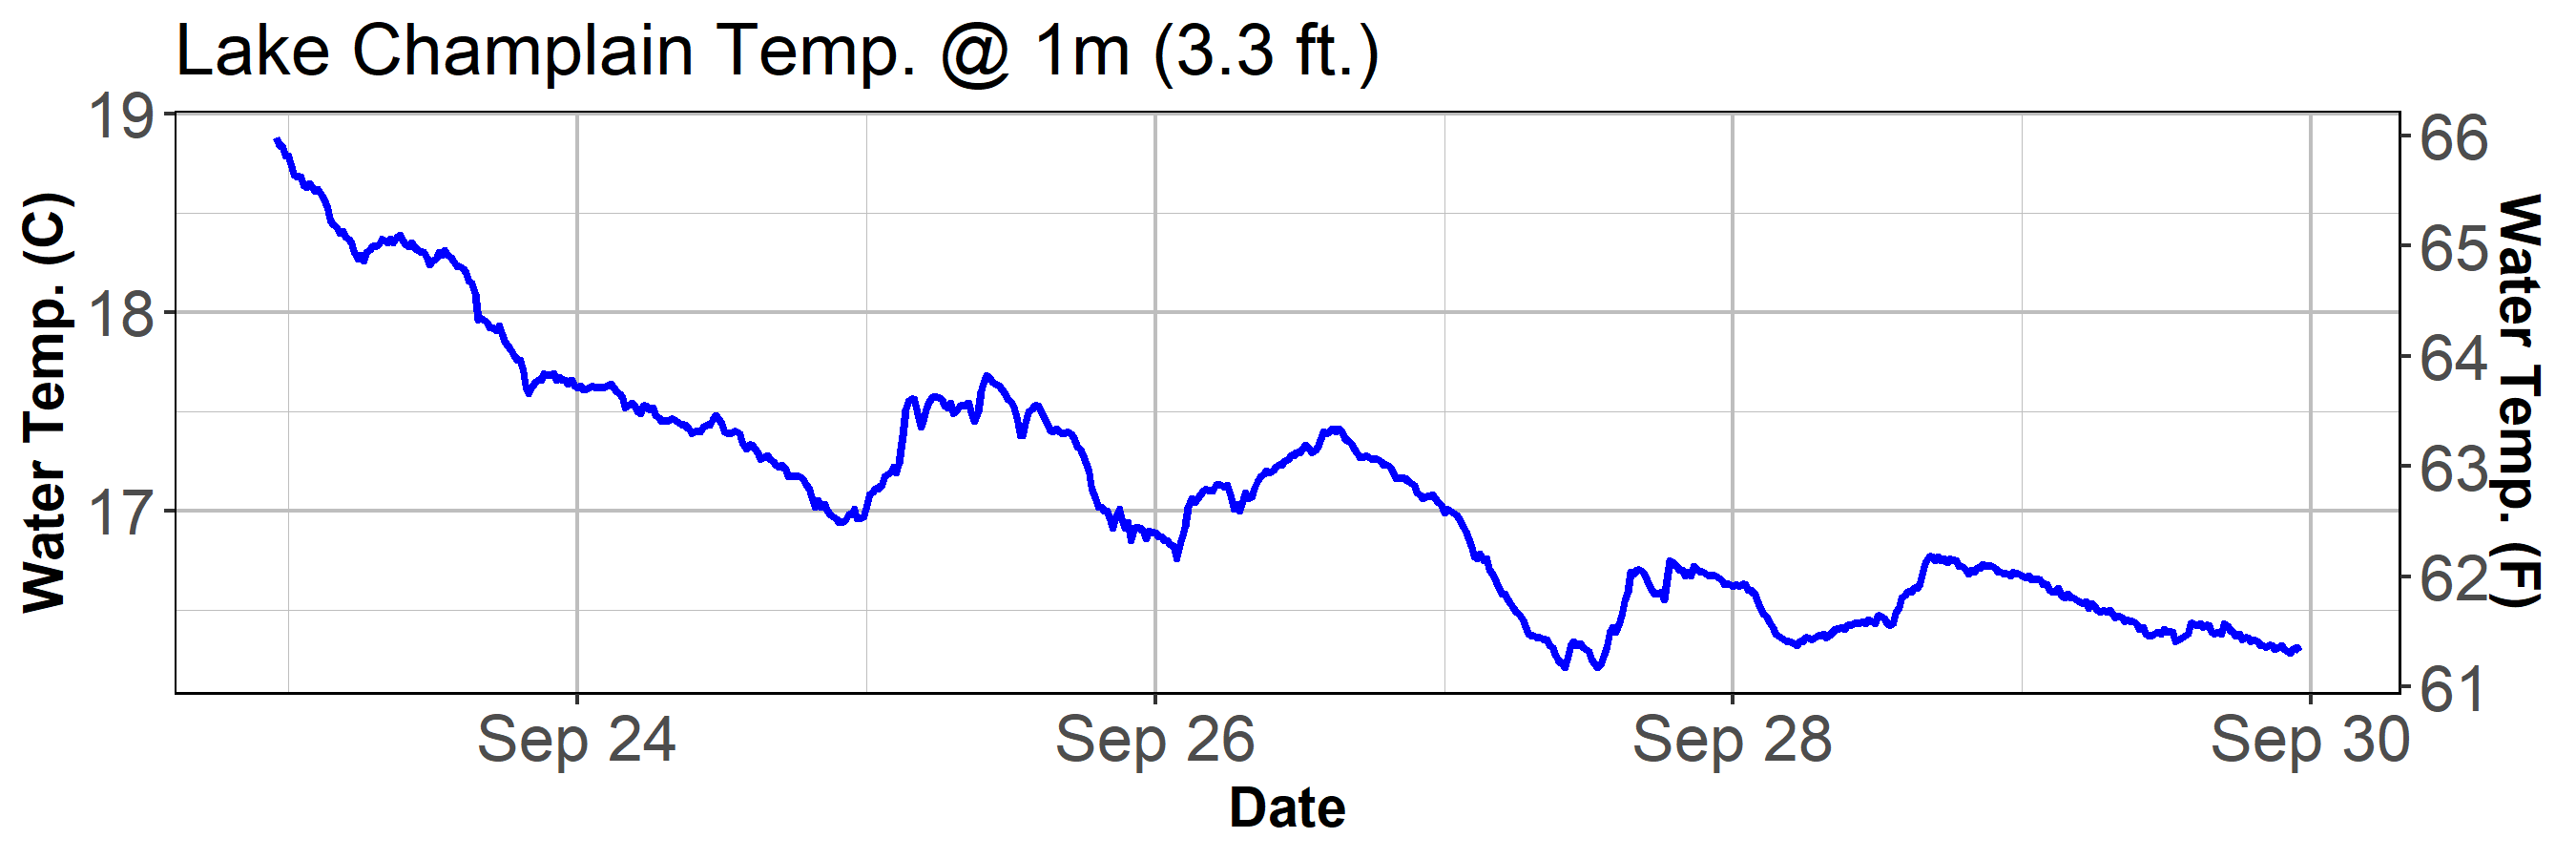 Lake Champlain Temp. @ 1m (3.3 ft.)
Water Temp. (C)
19
18
17
66
65
64
63
62
61
Water Temp. (F)
Sep 24 Sep 26 Sep 28 Sep 30
Date